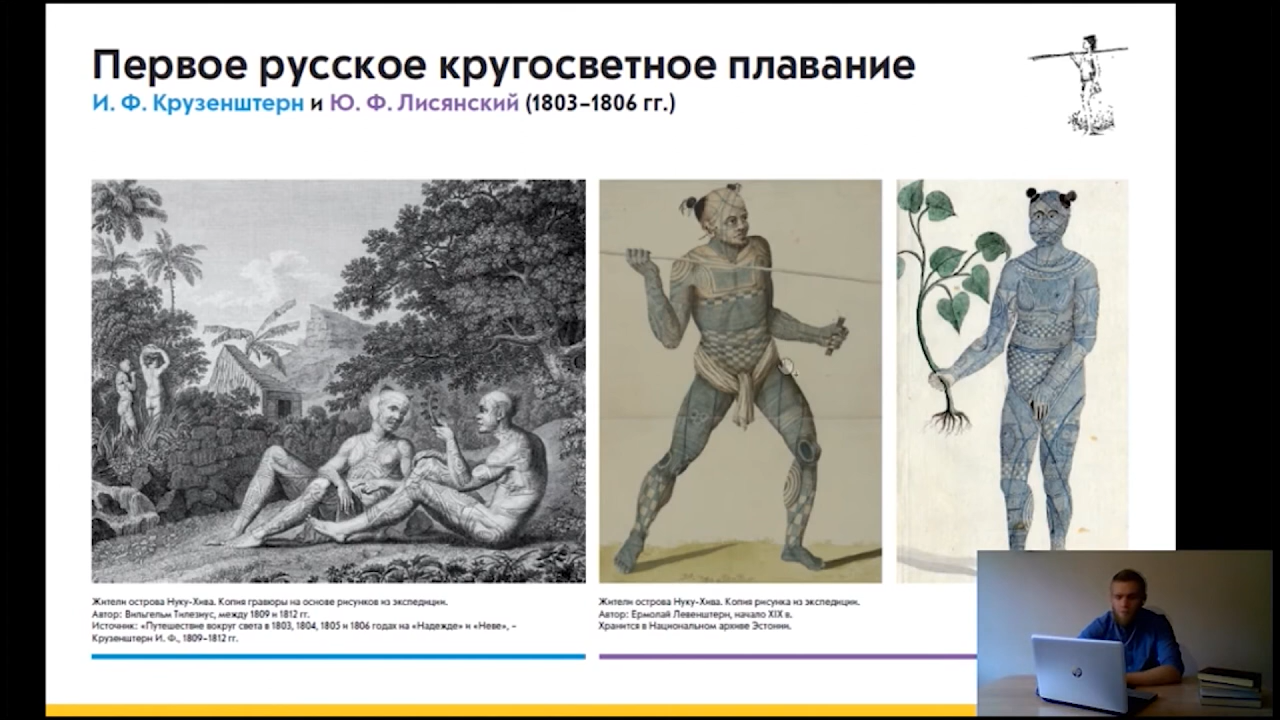 Первое русское кругосветное плавание
И. Ф. Крузенштерн и Ю. Ф. Лисянский (1803–1806 гг.)
Жители острова Нуку-Хива. Копия гравюры на основе рисунков из экспедиции.
Автор: Вильгельм Тилезиус, между 1809 и 1812 гг.
Источник: «Путешествие вокруг света в 1803, 1804, 1805 и 1806 годах на «Надежде» и «Неве», –
Крузенштерн И. Ф., 1809–1812 гг.
Жители острова Нуку-Хива. Копия рисунка из экспедиции.
Автор: Ермолай Левенштерн, начало XIX в.
Хранится в Национальном архиве Эстонии.